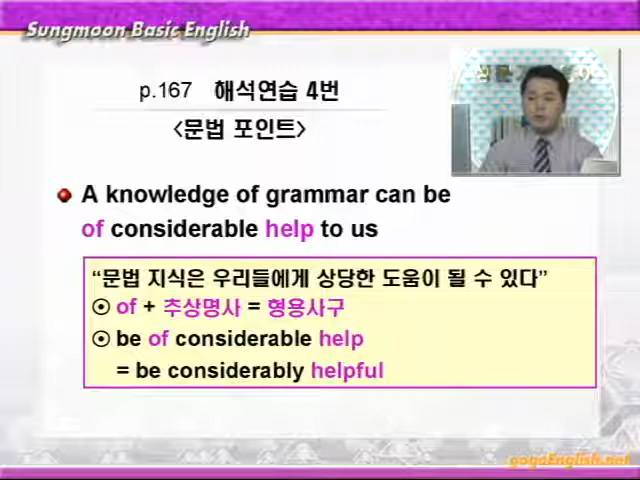 Sungmoon Basic English
p.167 해석연습 4번
<문법 포인트>
A knowledge of grammar can be
of considerable help to us
“문법 지식은 우리들에게 상당한 도움이 될 수 있다”
⊙ of + 추상명사 = 형용사구
⊙ be of considerable help
= be considerably helpful
gogoEnglish.net